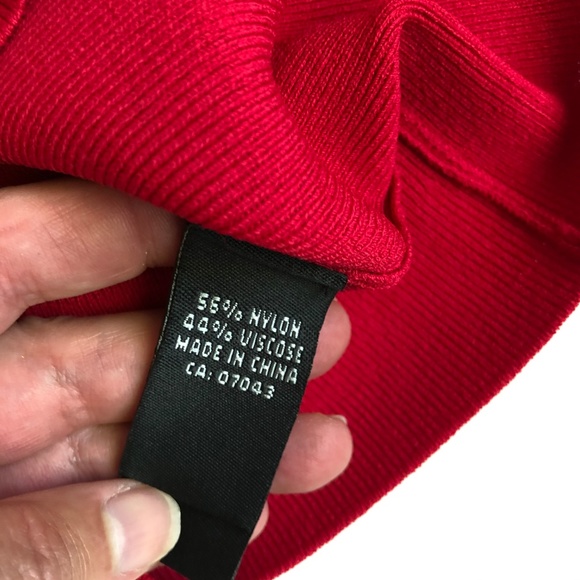 56% NYLON
44% VISCOSE
MADE IN CHINA
CA: 07043